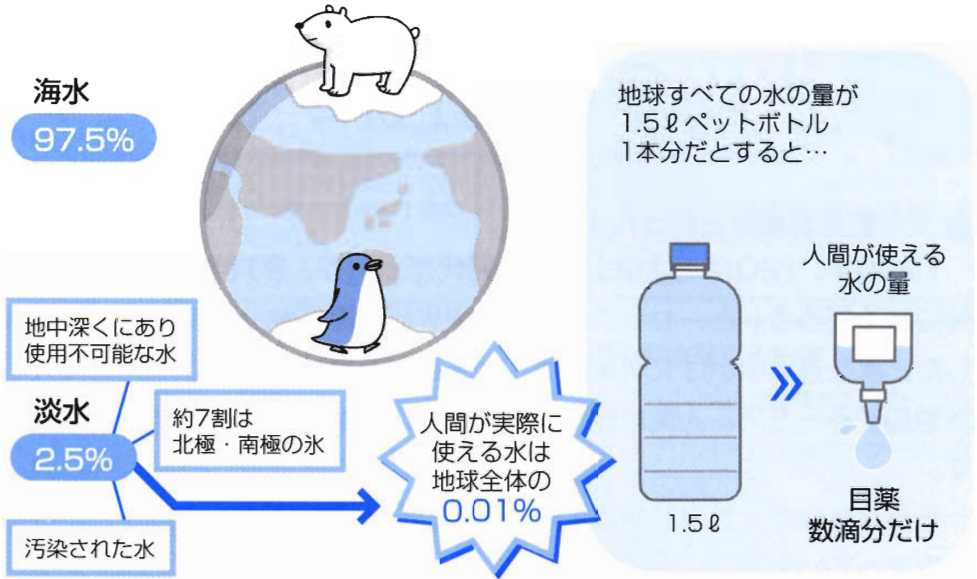 海水
97.5%
地中深くにあり
使用不可能な水
淡水
2.5%
約7割は
北極・南極の氷
汚染された水
人間が実際に
使える水は
地球全体の
0.01%
地球すべての水の量が
1.5ℓペットボトル
1本分だとすると…
1.5ℓ
人間が使える
水の量
目薬
数滴分だけ